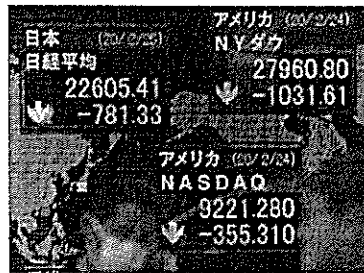 日本 (20/2/25)
日経平均
22605.41
-781.33
アメリカ (20/2/24)
NYダウ
27960.80
-1031.61
アメリカ (20/2/24)
NASDAQ
9221.280
-355.310